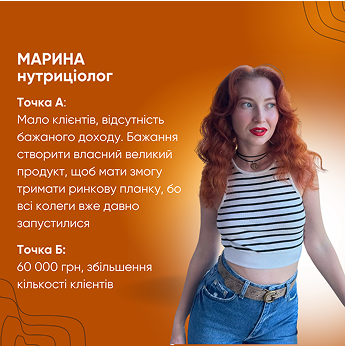 МАРИНА
нутриціолог
Точка А:
Мало клієнтів, відсутність
бажаного доходу. Бажання
створити власний великий
продукт, щоб мати змогу
тримати ринкову планку, бо
всі колеги вже давно
запустилися
Точка Б:
60 000 грн, збільшення
кількості клієнтів